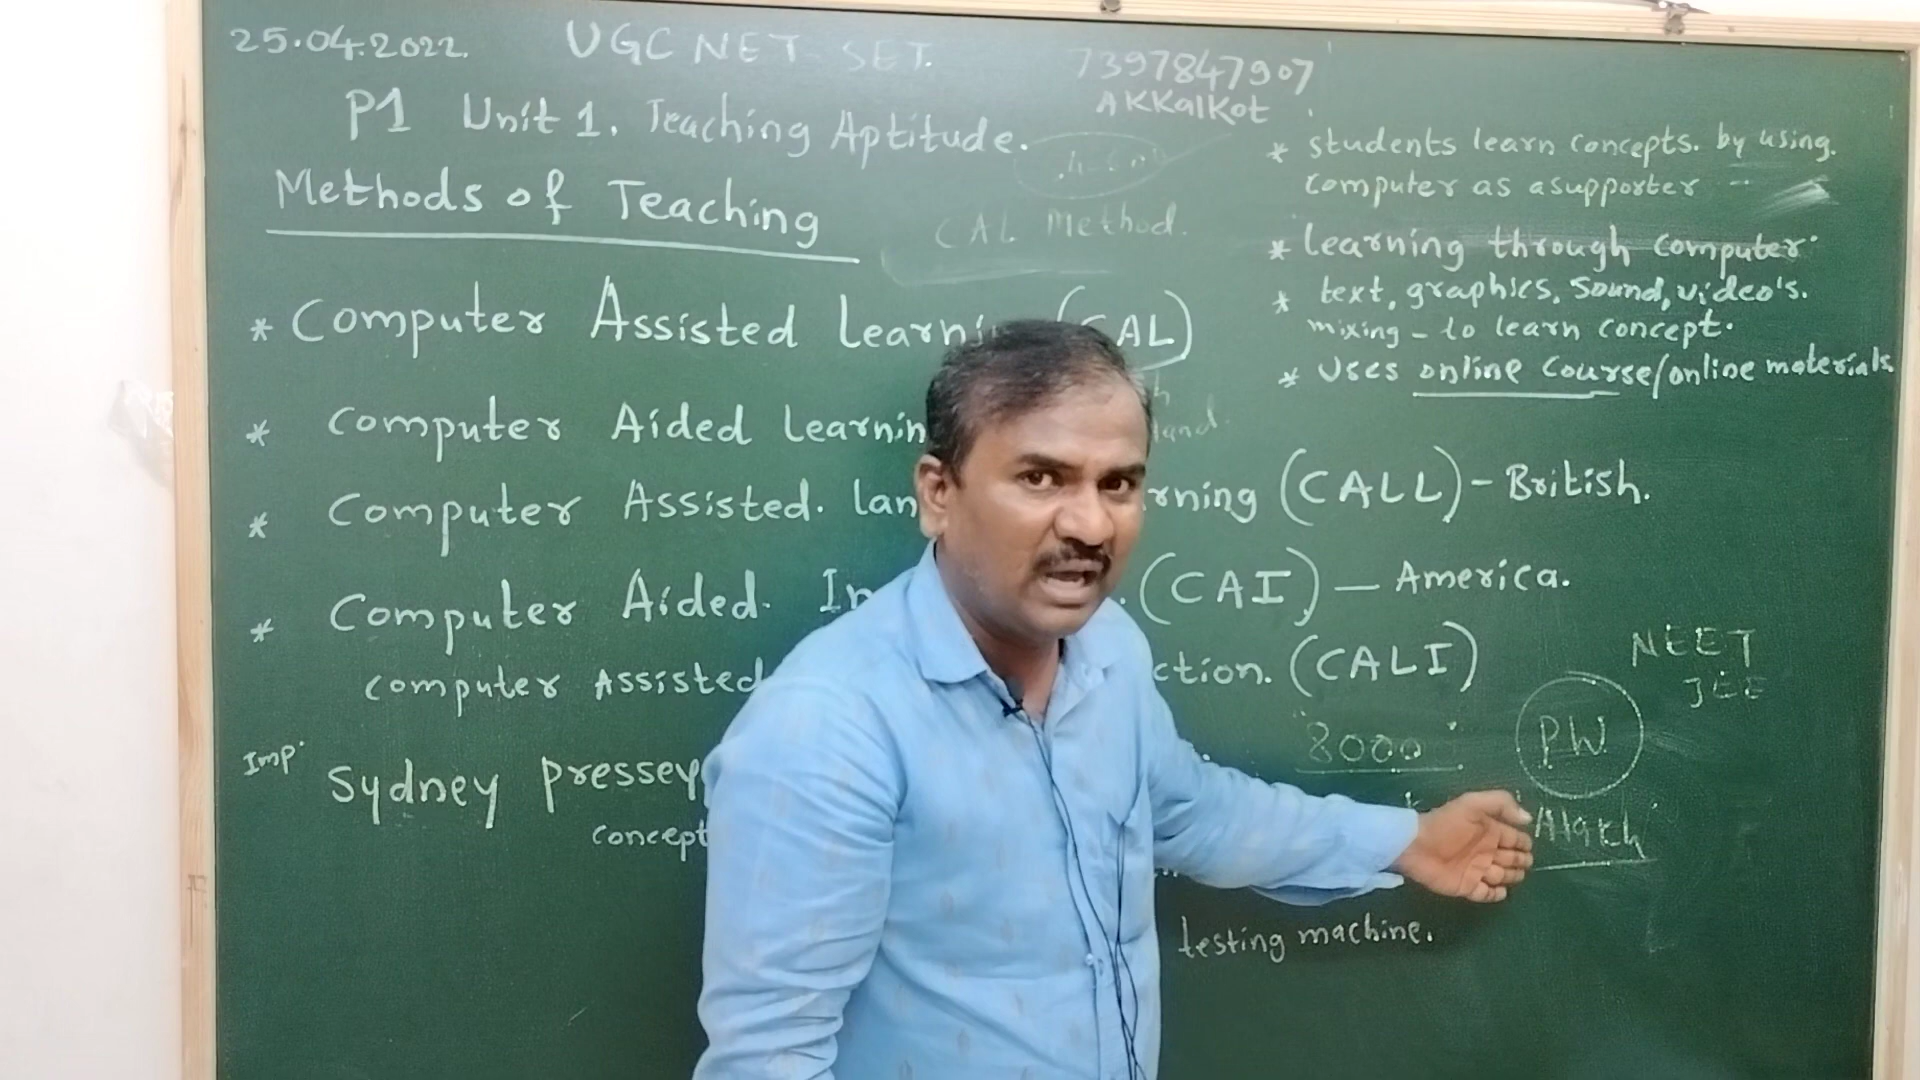 25.04.2022. UGC NET SET. 7397847907
AKKalKot
P1 Unit 1. Teaching Aptitude.
Methods of Teaching
CAL Method.
* Computer Assisted Learni (CAL)
* Computer Aided Learnin
* Computer Assisted. lan rning (CALL) - British.
* Computer Aided. In (CAI) — America.
Computer Assisted ction. (CALI)
Imp. Sydney pressey
concept
testing machine.
* students learn concepts. by using.
Computer as a supporter
* learning through Computer.
* text, graphics, Sound, video's.
mixing - to learn concept.
* Uses online Course/online materials
NEET
JEE
"8000"
PW
Alakh